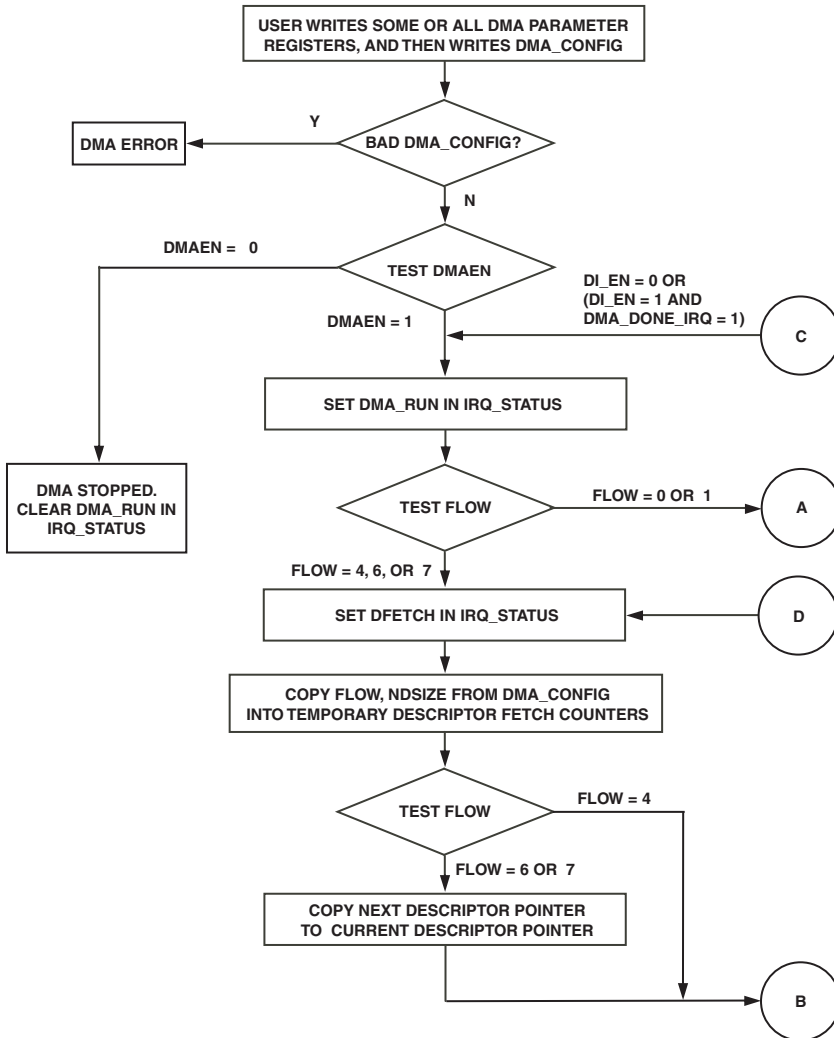 USER WRITES SOME OR ALL DMA PARAMETER
REGISTERS, AND THEN WRITES DMA_CONFIG
Y
DMA ERROR
BAD DMA_CONFIG?
N
DMAEN = 0
TEST DMAEN
DI_EN = 0 OR
(DI_EN = 1 AND
DMA_DONE_IRQ = 1)
C
DMAEN = 1
SET DMA_RUN IN IRQ_STATUS
DMA STOPPED.
CLEAR DMA_RUN IN
IRQ_STATUS
TEST FLOW
FLOW = 0 OR 1
A
FLOW = 4, 6, OR 7
SET DFETCH IN IRQ_STATUS
D
COPY FLOW, NDSIZE FROM DMA_CONFIG
INTO TEMPORARY DESCRIPTOR FETCH COUNTERS
TEST FLOW
FLOW = 4
FLOW = 6 OR 7
COPY NEXT DESCRIPTOR POINTER
TO CURRENT DESCRIPTOR POINTER
B